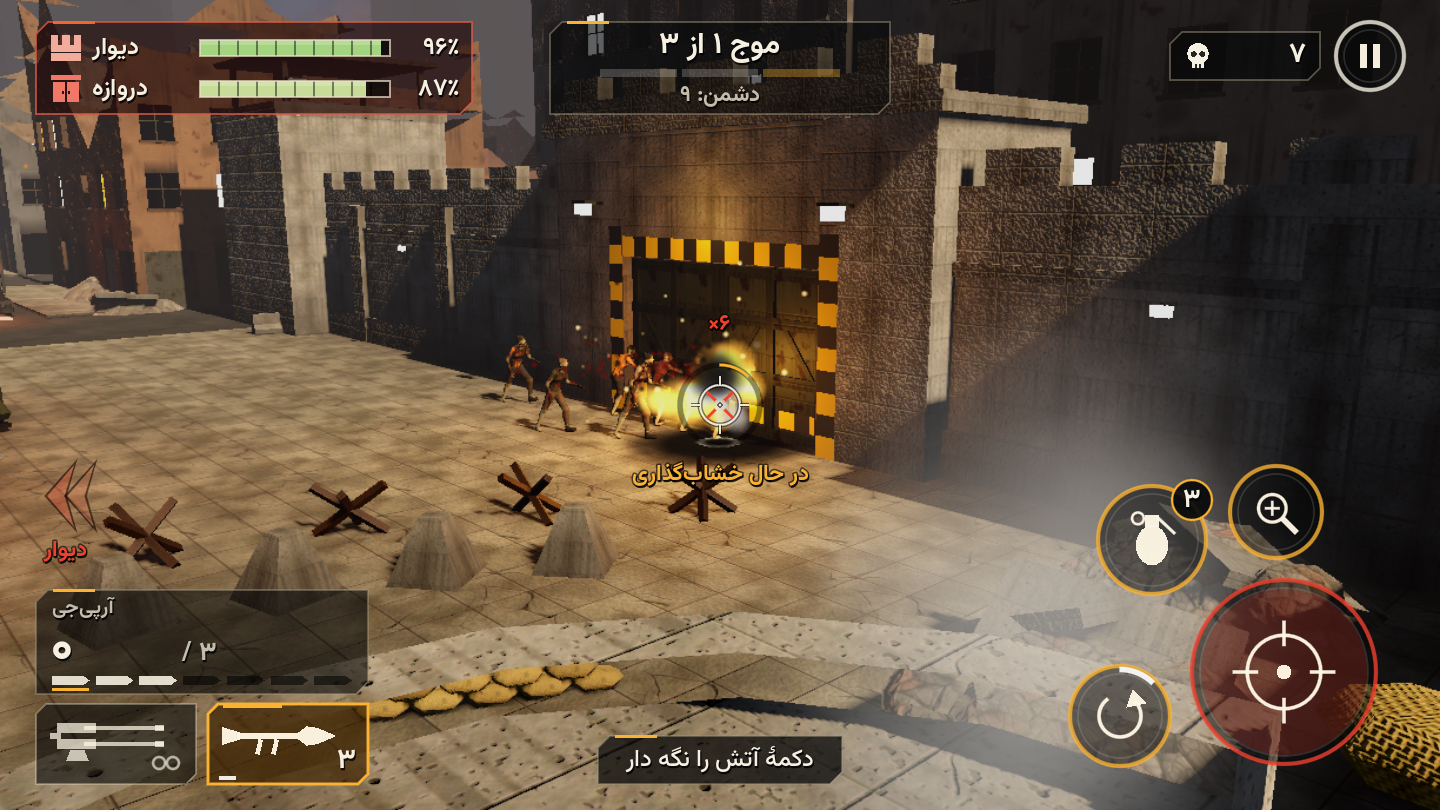 دیوار ۹۶٪
دروازه ۸۷٪
موج ۱ از ۳
دشمن: ۹
۷
×۶
در حال خشاب‌گذاری
دیوار
۳
آرپی‌جی
۰ / ۳
∞
۳
دکمهٔ آتش را نگه دار